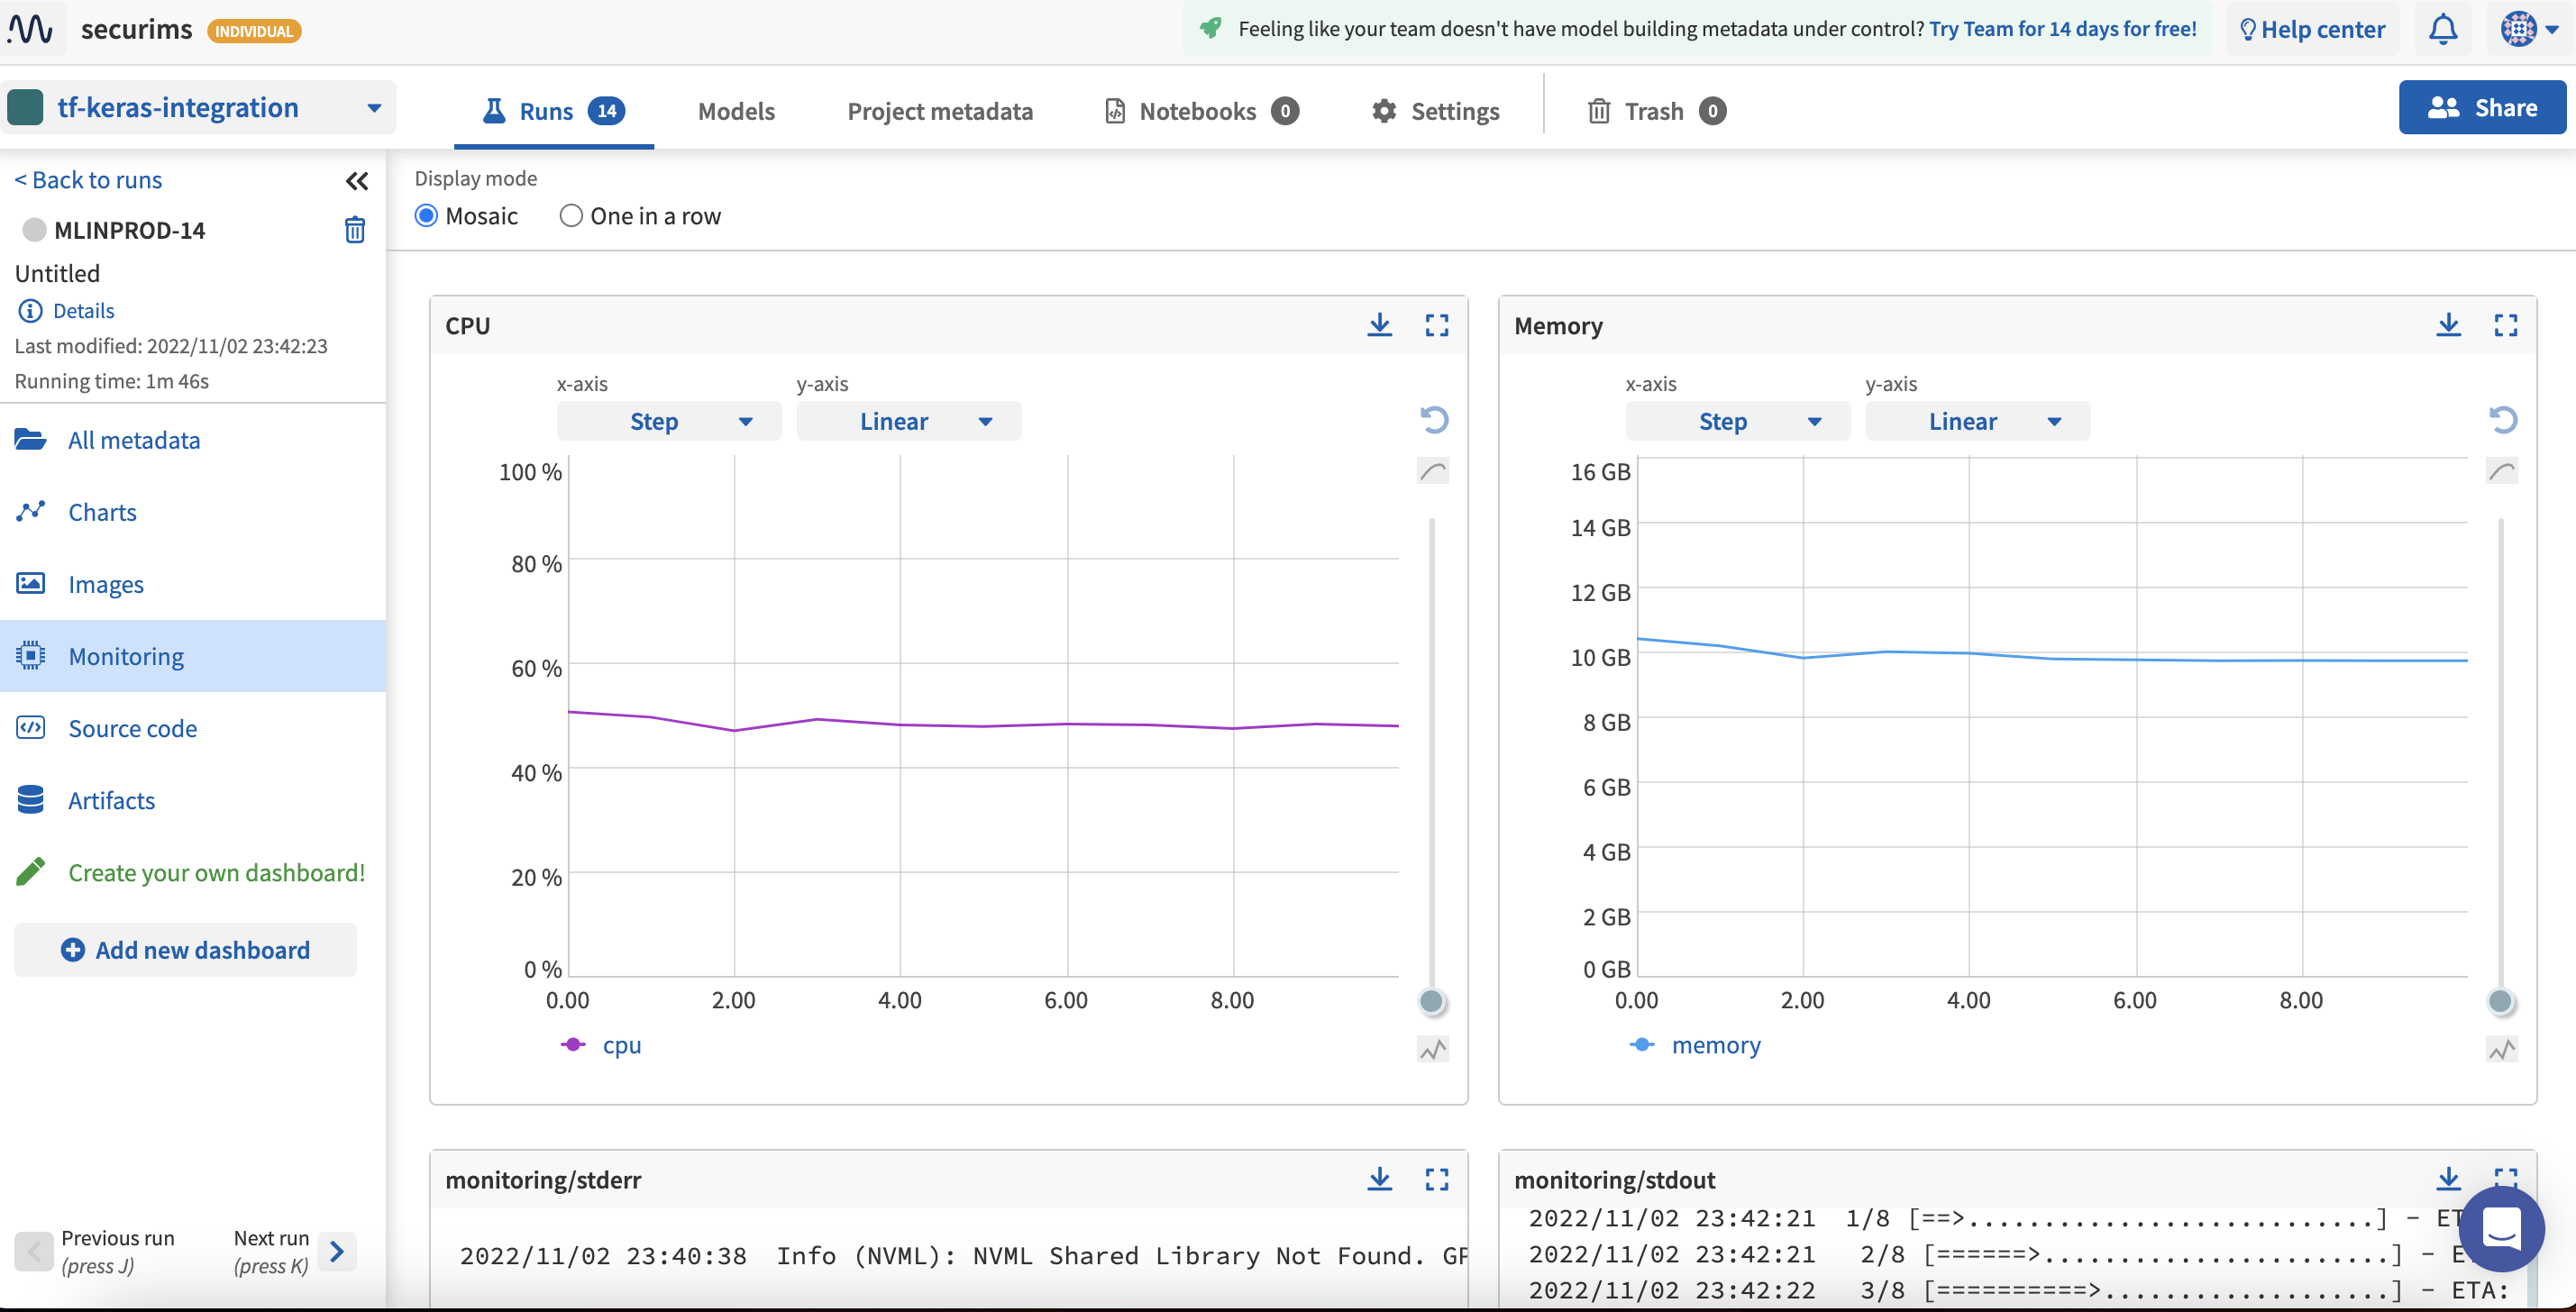 securims INDIVIDUAL
Feeling like your team doesn't have model building metadata under control? Try Team for 14 days for free!
Help center
tf-keras-integration
Runs 14
Models
Project metadata
Notebooks 0
Settings
Trash 0
Share
< Back to runs
MLINPROD-14
Untitled
Details
Last modified: 2022/11/02 23:42:23
Running time: 1m 46s
All metadata
Charts
Images
Monitoring
Source code
Artifacts
Create your own dashboard!
Add new dashboard
Previous run
(press J)
Next run
(press K)
Display mode
Mosaic
One in a row
CPU
x-axis
y-axis
Step
Linear
100 %
80 %
60 %
40 %
20 %
0 %
0.00 2.00 4.00 6.00 8.00
cpu
Memory
x-axis
y-axis
Step
Linear
16 GB
14 GB
12 GB
10 GB
8 GB
6 GB
4 GB
2 GB
0 GB
0.00 2.00 4.00 6.00 8.00
memory
monitoring/stderr
2022/11/02 23:40:38 Info (NVML): NVML Shared Library Not Found.
monitoring/stdout
2022/11/02 23:42:21 1/8 [==>...........................] -
2022/11/02 23:42:21 2/8 [======>.......................] -
2022/11/02 23:42:22 3/8 [==========>...................] - ETA: